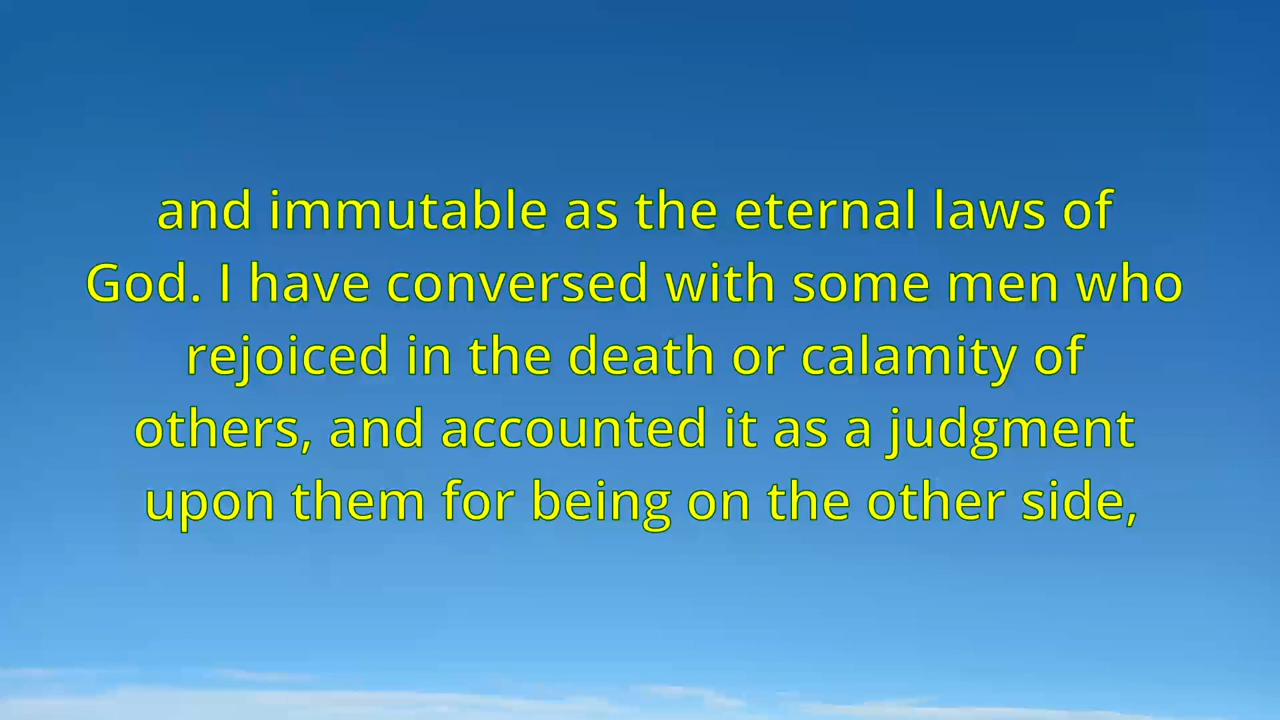 and immutable as the eternal laws of
God. I have conversed with some men who
rejoiced in the death or calamity of
others, and accounted it as a judgment
upon them for being on the other side,